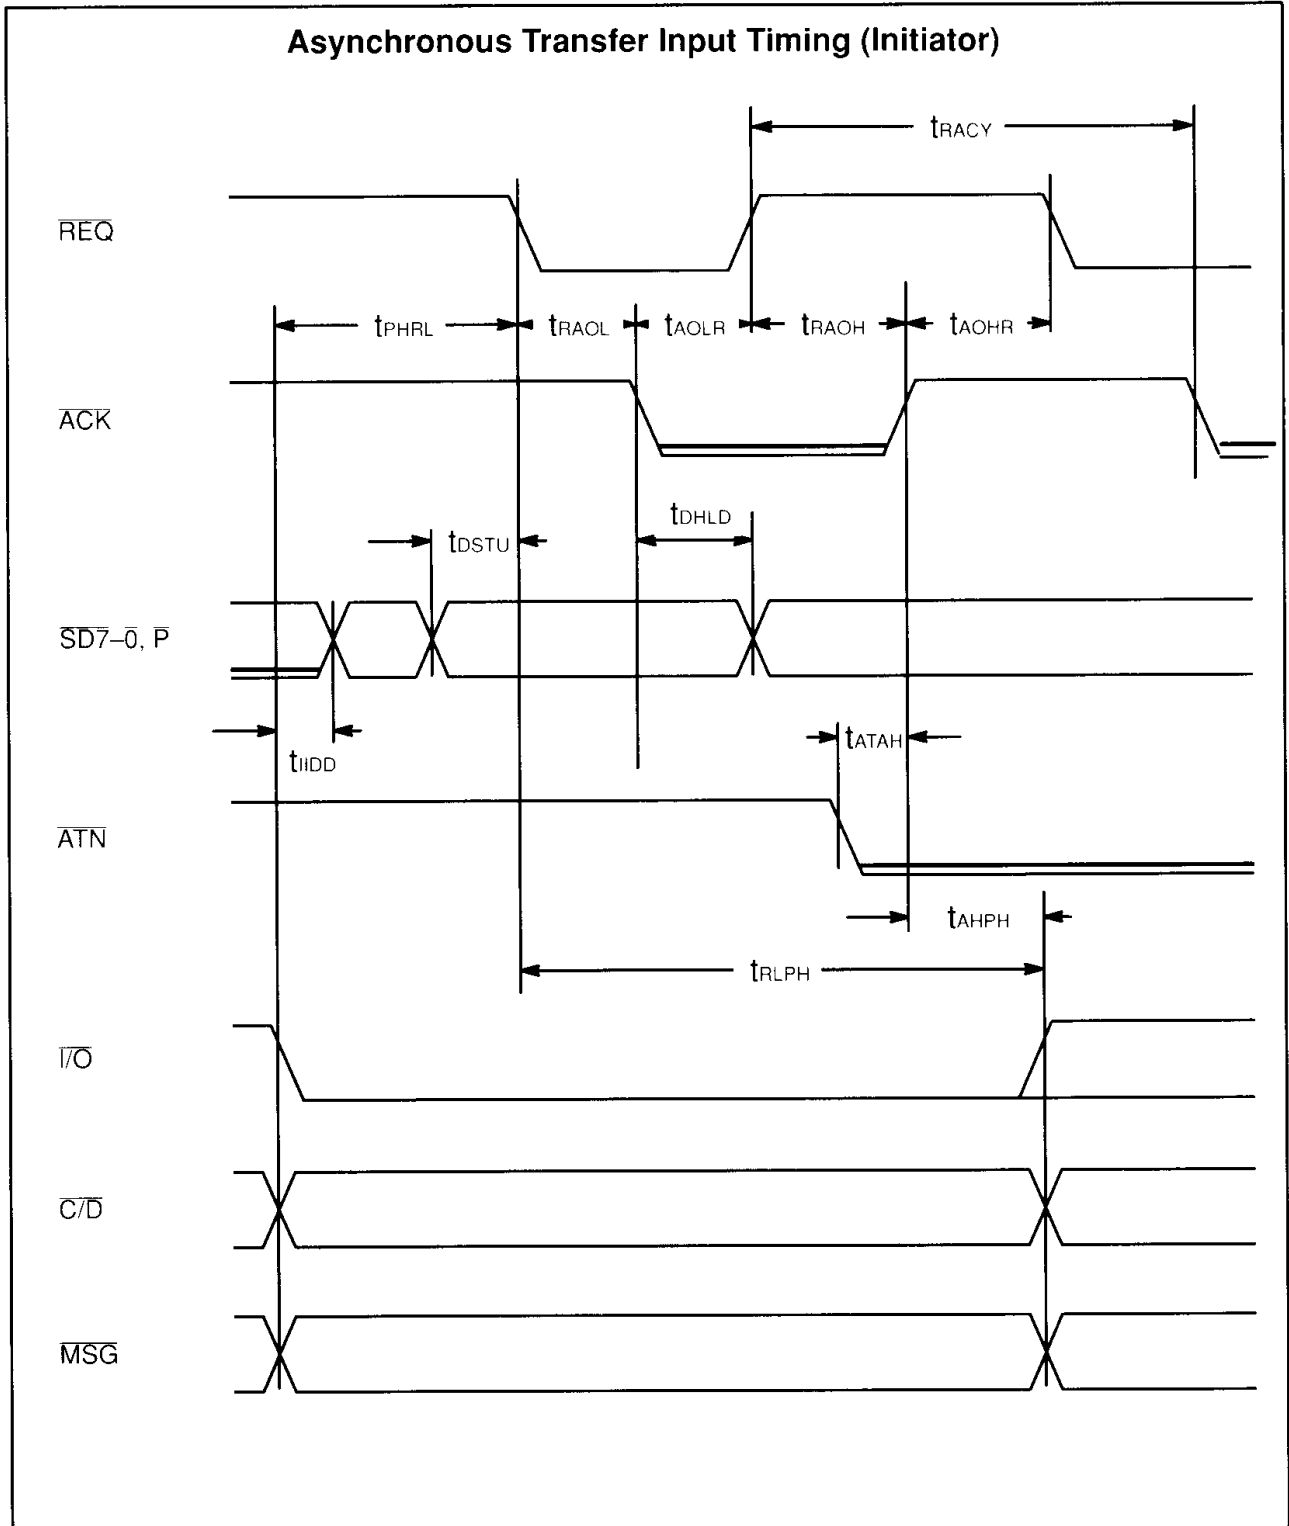 Asynchronous Transfer Input Timing (Initiator)
tRACY
REQ
tPHRL tRAOL tAOLR tRAOH tAOHR
ACK
tDHLD
tDSTU
SD7–0, P
tATAH
tIIDD
ATN
tAHPH
tRLPH
I/O
C/D
MSG